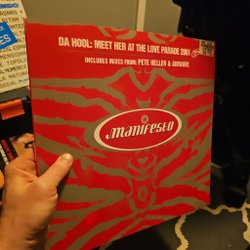 DA HOOL: MEET HER AT THE LOVE PARADE 2001
INCLUDES MIXES FROM: PETE HELLER & AIRWAVE
manifesto